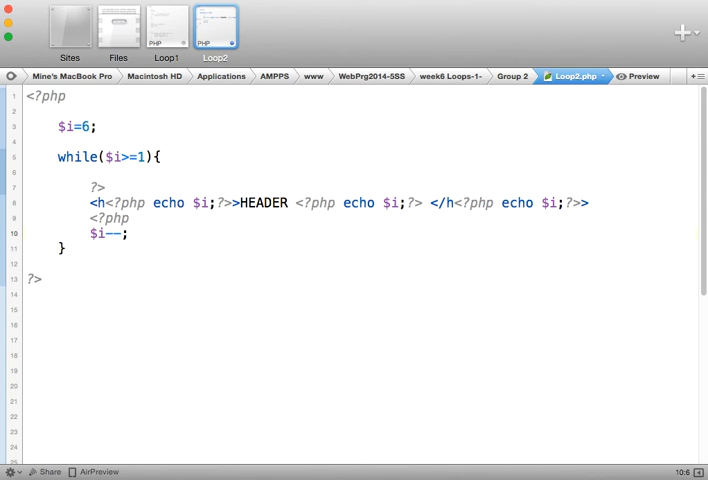 PHP PHP
Sites Files Loop1 Loop2
Mine's MacBook Pro Macintosh HD Applications AMPPS www WebPrg2014-5SS week6 Loops-1- Group 2 Loop2.php Preview
1 <?php
2
3 $i=6;
4
5 while($i>=1){
6
7 ?>
8 <h<?php echo $i;?>>HEADER <?php echo $i;?> </h<?php echo $i;?>>
9 <?php
10 $i--;
11 }
12
13 ?>
14
15
16
17
18
19
20
21
22
23
24
25
Share AirPreview 10:6